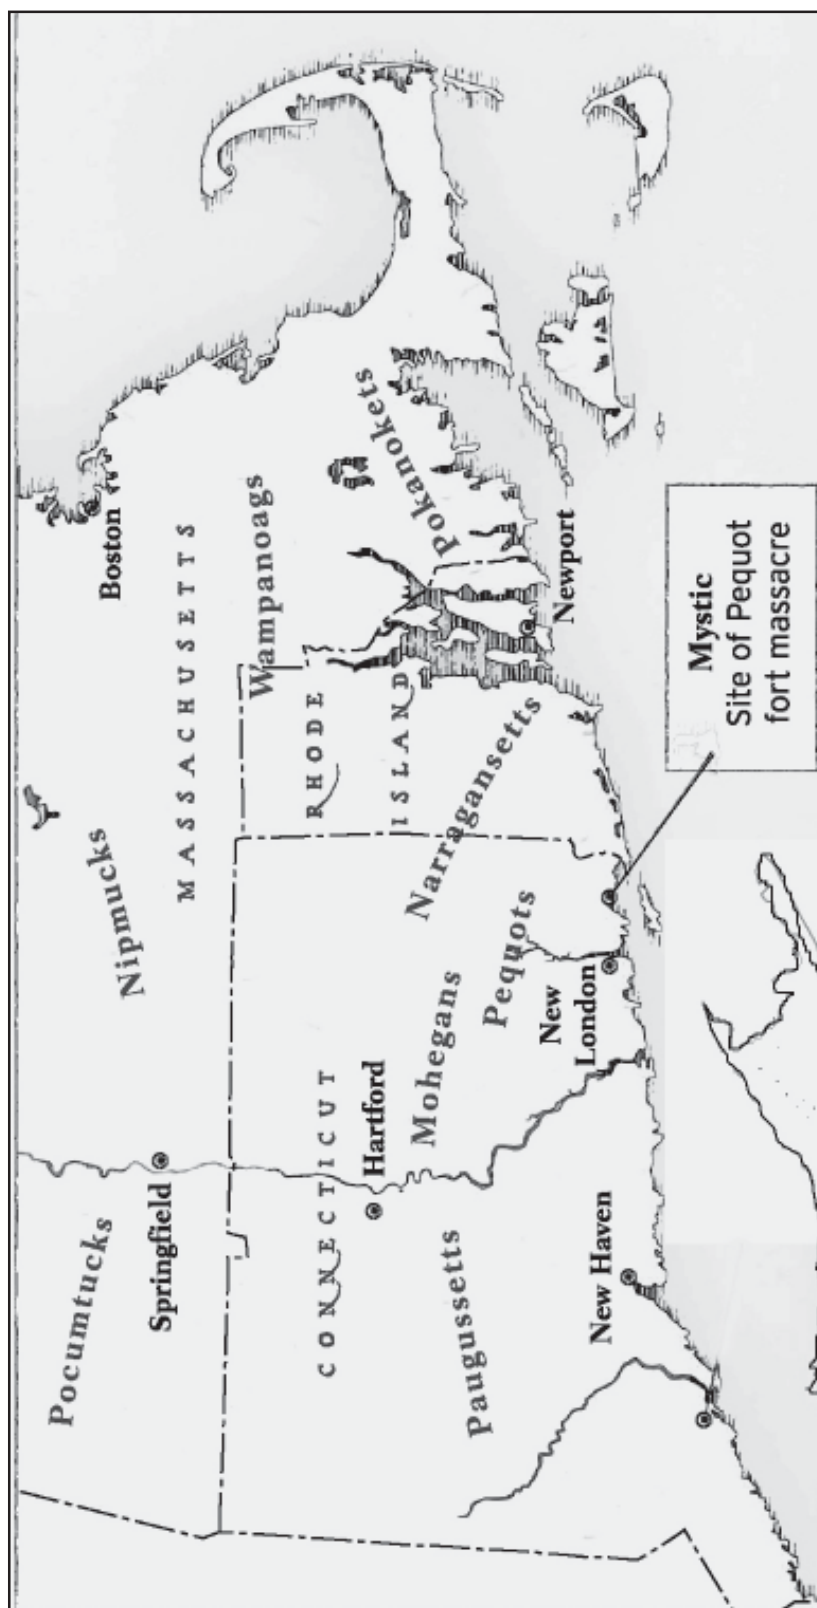 Pocumtucks
Springfield
Nipmucks
MASSACHUSETTS
Boston
Wampanoags
Pokanokets
RHODE
ISLAND
Newport
Narragansetts
CONNECTICUT
Hartford
Mohegans
Pequots
New
London
Paugussetts
New Haven
Mystic
Site of Pequot
fort massacre